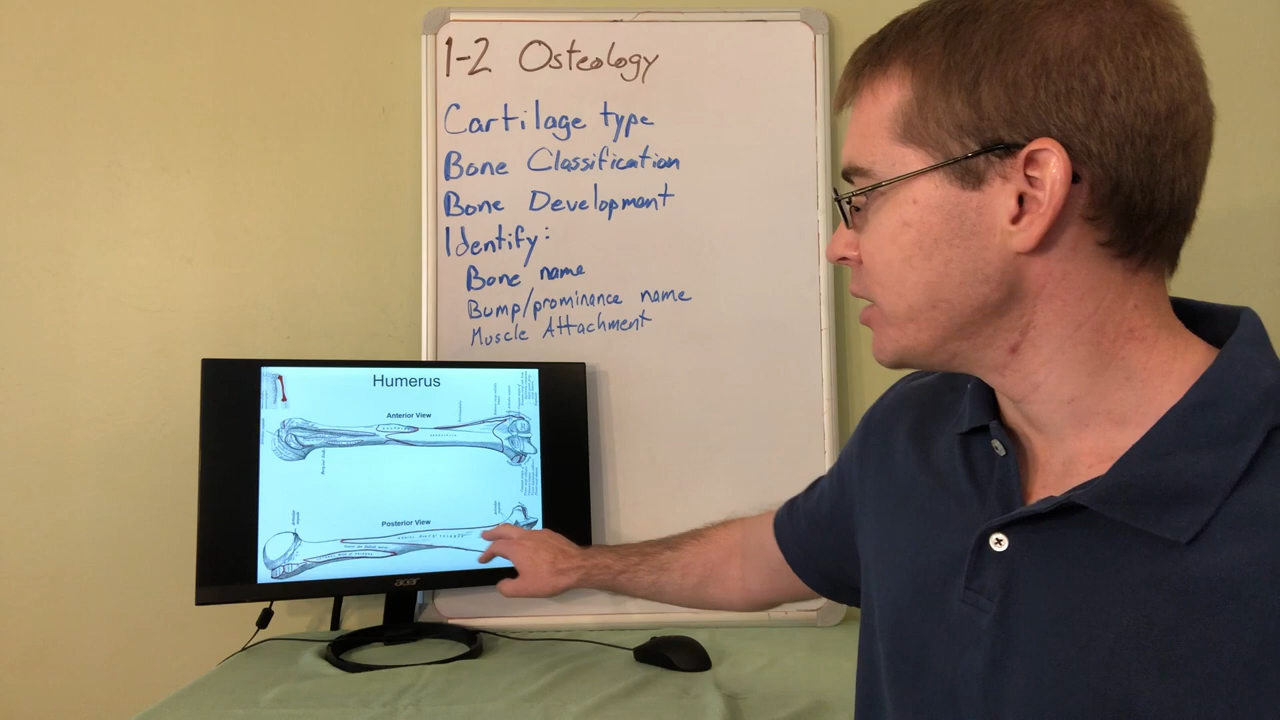 1-2 Osteology
Cartilage type
Bone Classification
Bone Development
Identify:
Bone name
Bump/prominance name
Muscle Attachment
Humerus
Anterior View
Posterior View
acer